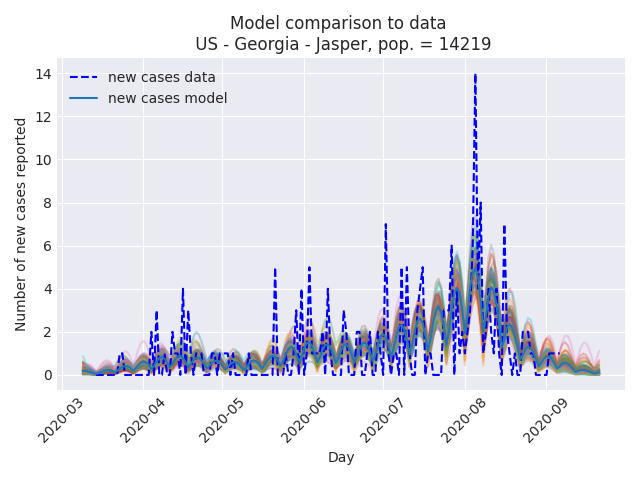 Model comparison to data
US - Georgia - Jasper, pop. = 14219
new cases data
new cases model
Number of new cases reported
14
12
10
8
6
4
2
0
2020-03
2020-04
2020-05
2020-06
2020-07
2020-08
2020-09
Day